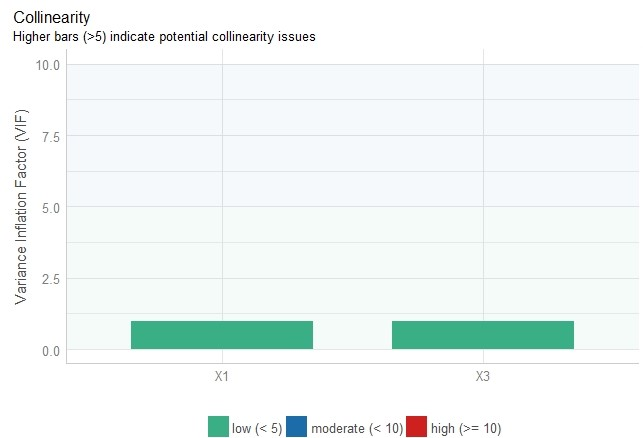 Collinearity
Higher bars (>5) indicate potential collinearity issues
Variance Inflation Factor (VIF)
10.0
7.5
5.0
2.5
0.0
X1 X3
low (< 5) moderate (< 10) high (>= 10)